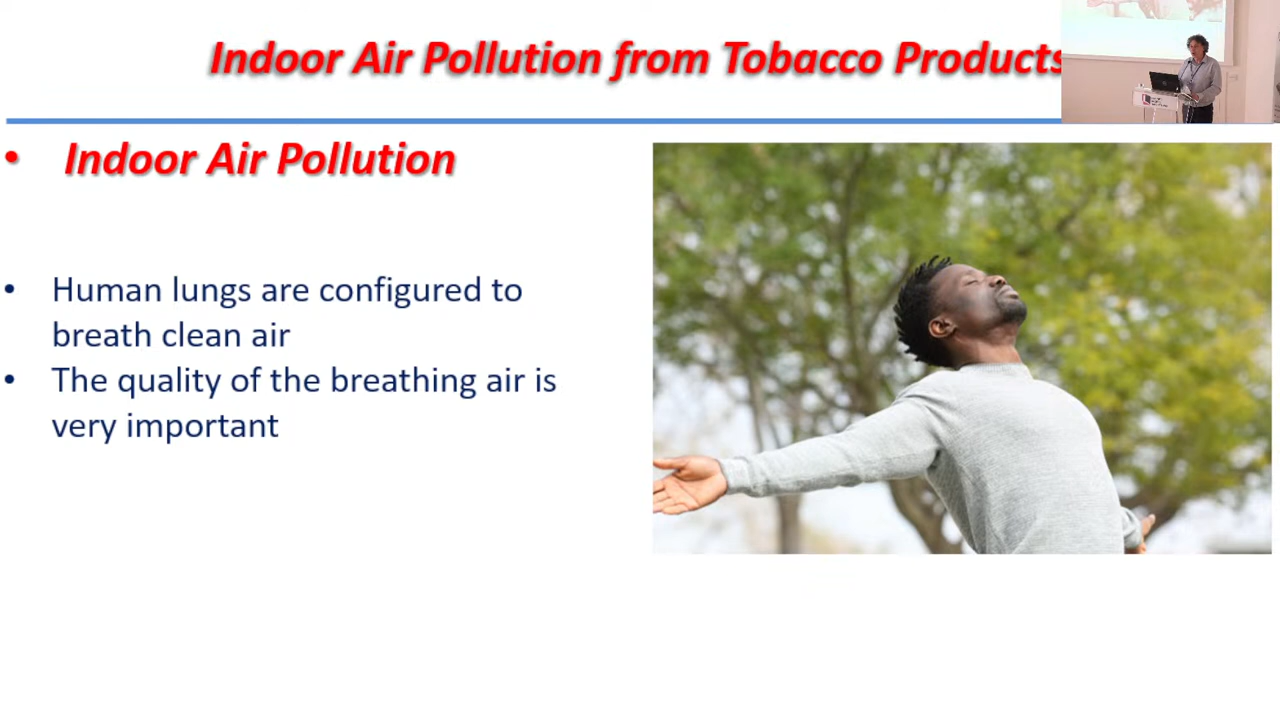 Indoor Air Pollution from Tobacco Products
• Indoor Air Pollution
• Human lungs are configured to
breath clean air
• The quality of the breathing air is
very important